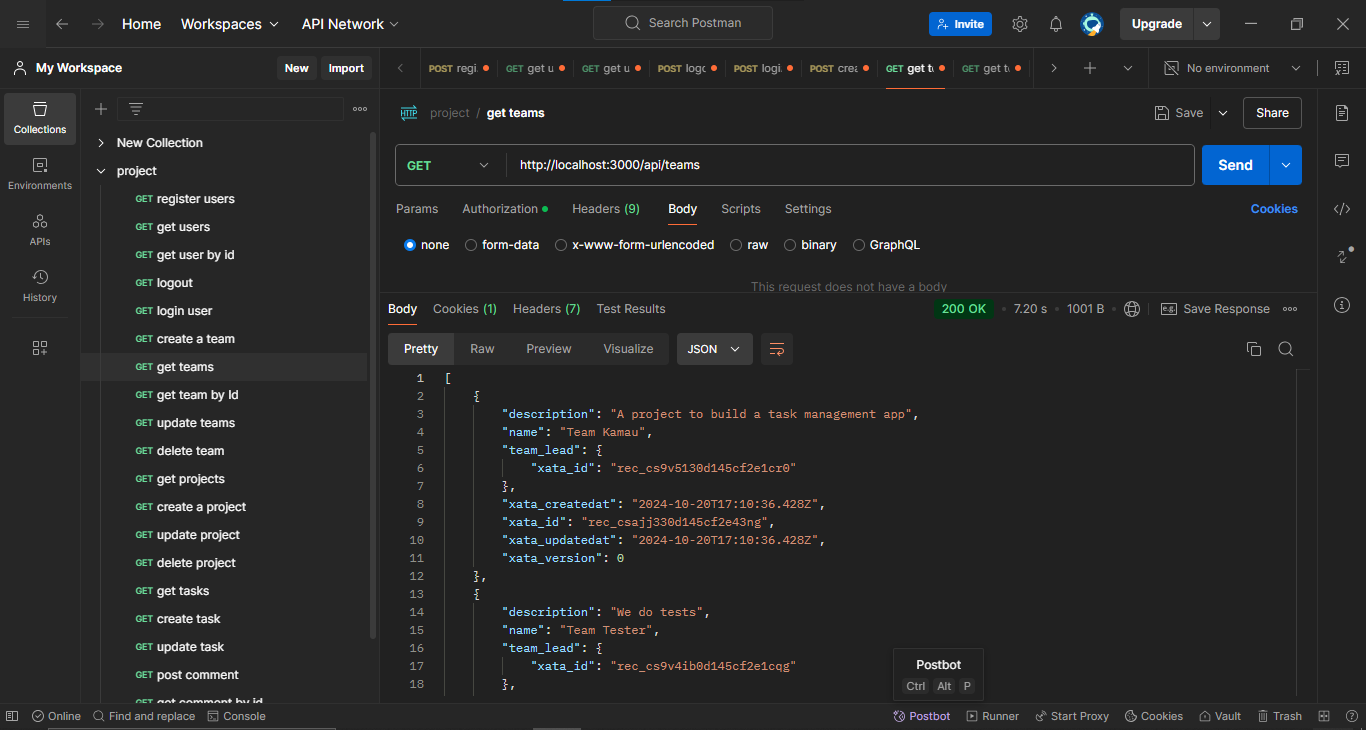 Home Workspaces API Network Search Postman Invite Upgrade
My Workspace New Import
POST regi GET get u GET get u POST logo POST logi POST crea GET get t GET get t No environment
Collections
Environments
APIs
History
New Collection
project
GET register users
GET get users
GET get user by id
GET logout
GET login user
GET create a team
GET get teams
GET get team by Id
GET update teams
GET delete team
GET get projects
GET create a project
GET update project
GET delete project
GET get tasks
GET create task
GET update task
GET post comment
GET get comment by id
HTTP project / get teams Save Share
GET http://localhost:3000/api/teams Send
Params Authorization Headers (9) Body Scripts Settings Cookies
none form-data x-www-form-urlencoded raw binary GraphQL
This request does not have a body
Body Cookies (1) Headers (7) Test Results 200 OK 7.20 s 1001 B e.g. Save Response
Pretty Raw Preview Visualize JSON
1 [
2 {
3 "description": "A project to build a task management app",
4 "name": "Team Kamau",
5 "team_lead": {
6 "xata_id": "rec_cs9v5130d145cf2e1cr0"
7 },
8 "xata_createdat": "2024-10-20T17:10:36.428Z",
9 "xata_id": "rec_csajj330d145cf2e43ng",
10 "xata_updatedat": "2024-10-20T17:10:36.428Z",
11 "xata_version": 0
12 },
13 {
14 "description": "We do tests",
15 "name": "Team Tester",
16 "team_lead": {
17 "xata_id": "rec_cs9v4ib0d145cf2e1cqg"
18 },
Postbot
Ctrl Alt P
Online Find and replace Console Postbot Runner Start Proxy Cookies Vault Trash